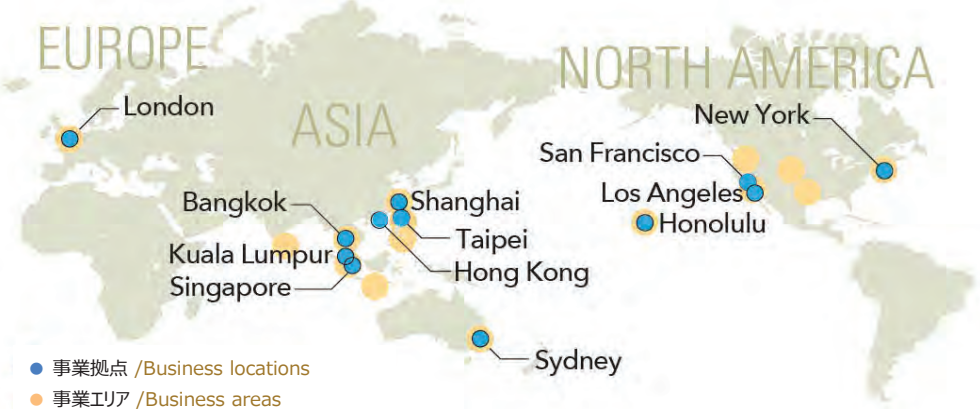 EUROPE
NORTH AMERICA
London
ASIA
New York
San Francisco
Los Angeles
Bangkok
Shanghai
Honolulu
Taipei
Kuala Lumpur
Hong Kong
Singapore
Sydney
事業拠点 /Business locations
事業エリア /Business areas